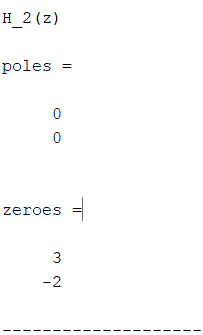 H_2(z)
poles =
0
0
zeroes =
3
-2
--------------------